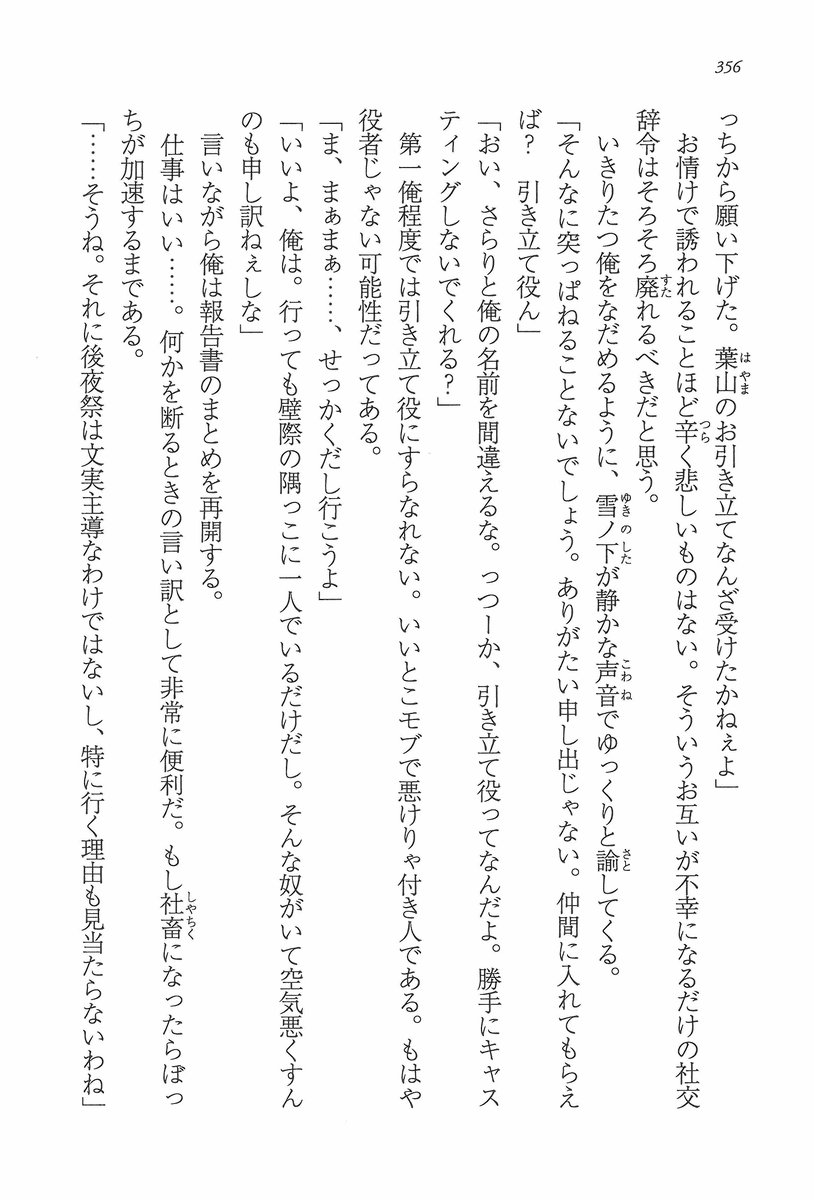 356
っちから願い下げた。葉山のお引き立てなんざ受けたかねぇよ」
お情けで誘われることほど辛く悲しいものはない。そういうお互いが不幸になるだけの社交
辞令はそろそろ廃れるべきだと思う。
いきりたつ俺をなだめるように、雪ノ下が静かな声音でゆっくりと諭してくる。
「そんなに突っぱねることないでしょう。ありがたい申し出じゃない。仲間に入れてもらえ
ば？　引き立て役ん」
「おい、さらりと俺の名前を間違えるな。っつーか、引き立て役ってなんだよ。勝手にキャス
ティングしないでくれる？」
第一俺程度では引き立て役にすらなれない。いいとこモブで悪けりゃ付き人である。もはや
役者じゃない可能性だってある。
「ま、まぁまぁ……、せっかくだし行こうよ」
「いいよ、俺は。行っても壁際の隅っこに一人でいるだけだし。そんな奴がいて空気悪くすん
のも申し訳ねぇしな」
言いながら俺は報告書のまとめを再開する。
仕事はいい……。何かを断るときの言い訳として非常に便利だ。もし社畜になったらぼっ
ちが加速するまである。
「……そうね。それに後夜祭は文実主導なわけではないし、特に行く理由も見当たらないわね」